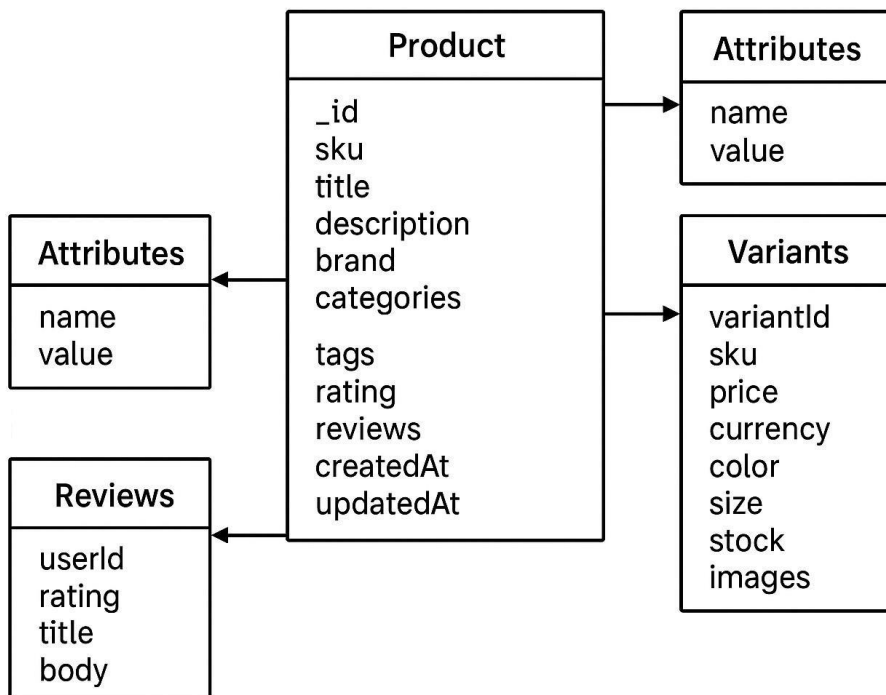 Product
_id
sku
title
description
brand
categories
tags
rating
reviews
createdAt
updatedAt
Attributes
name
value
Reviews
userId
rating
title
body
Attributes
name
value
Variants
variantId
sku
price
currency
color
size
stock
images